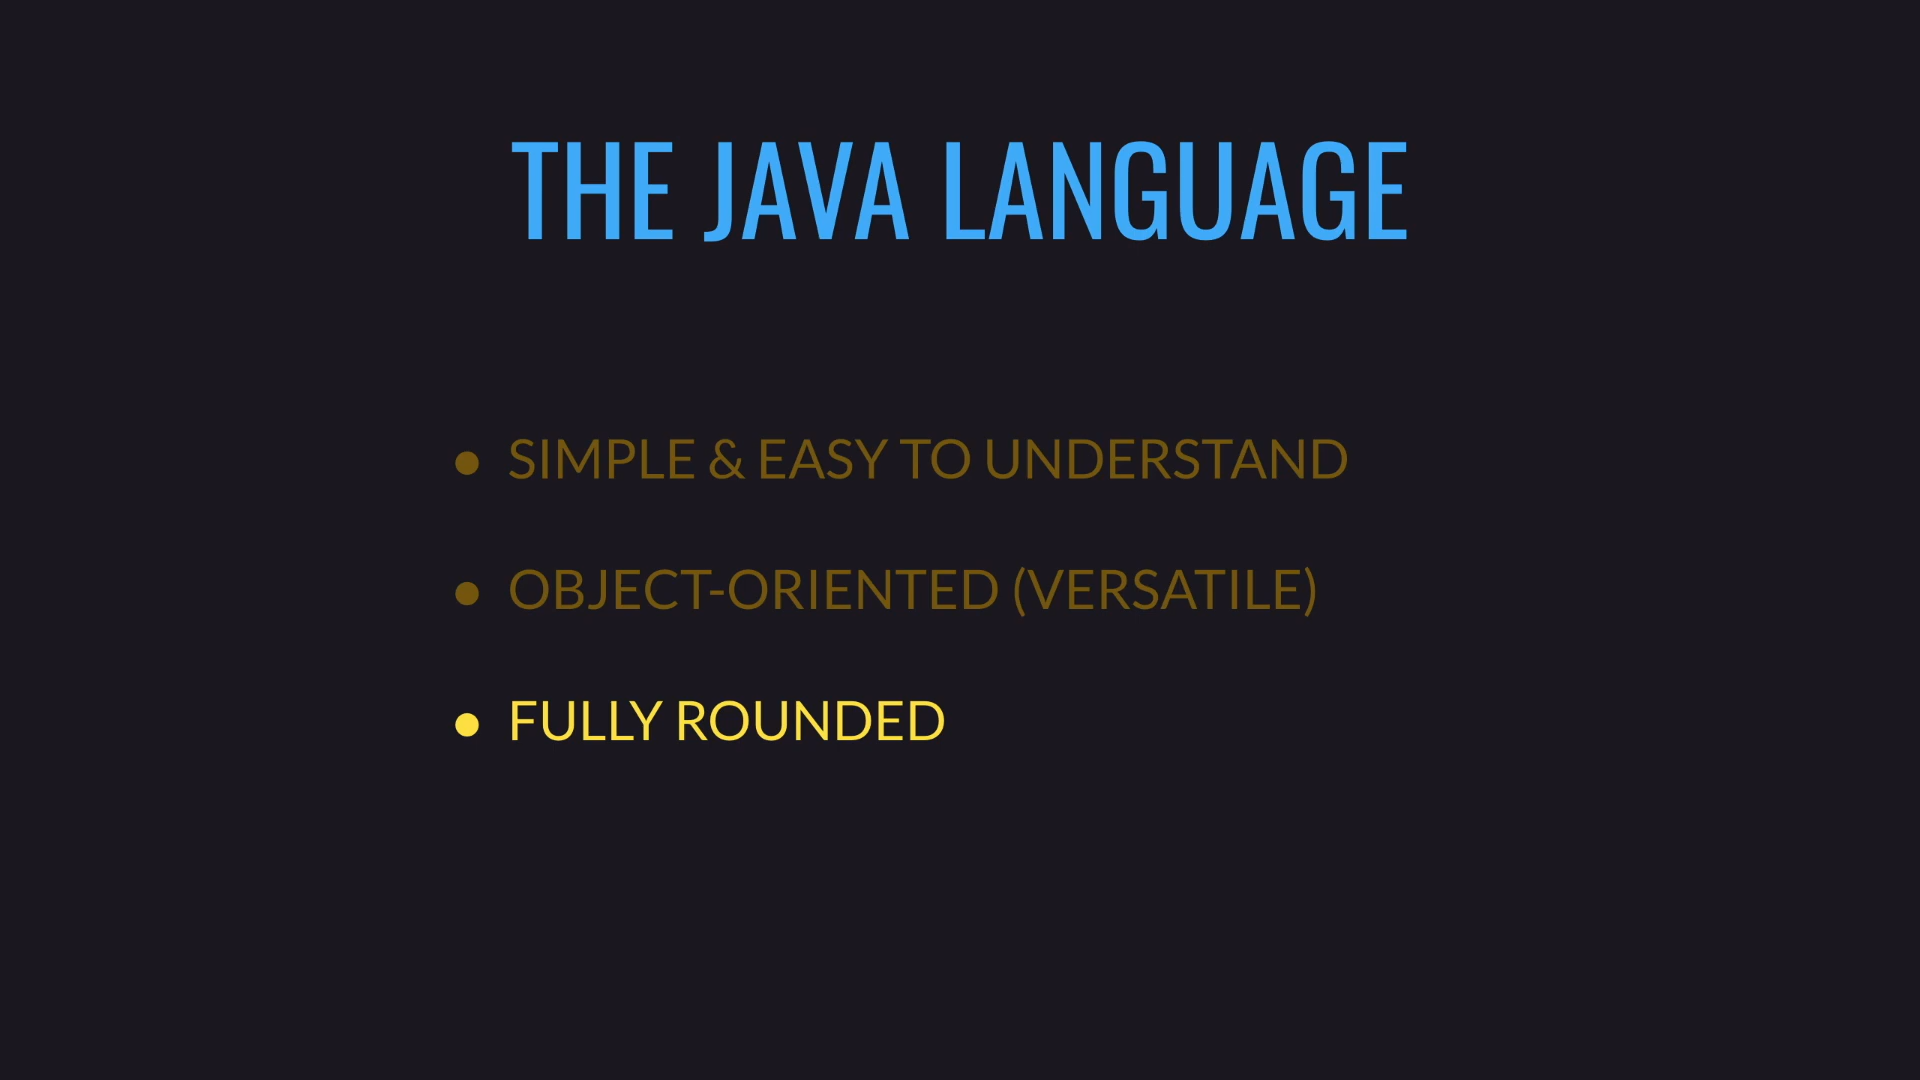 THE JAVA LANGUAGE
● SIMPLE & EASY TO UNDERSTAND
● OBJECT-ORIENTED (VERSATILE)
● FULLY ROUNDED